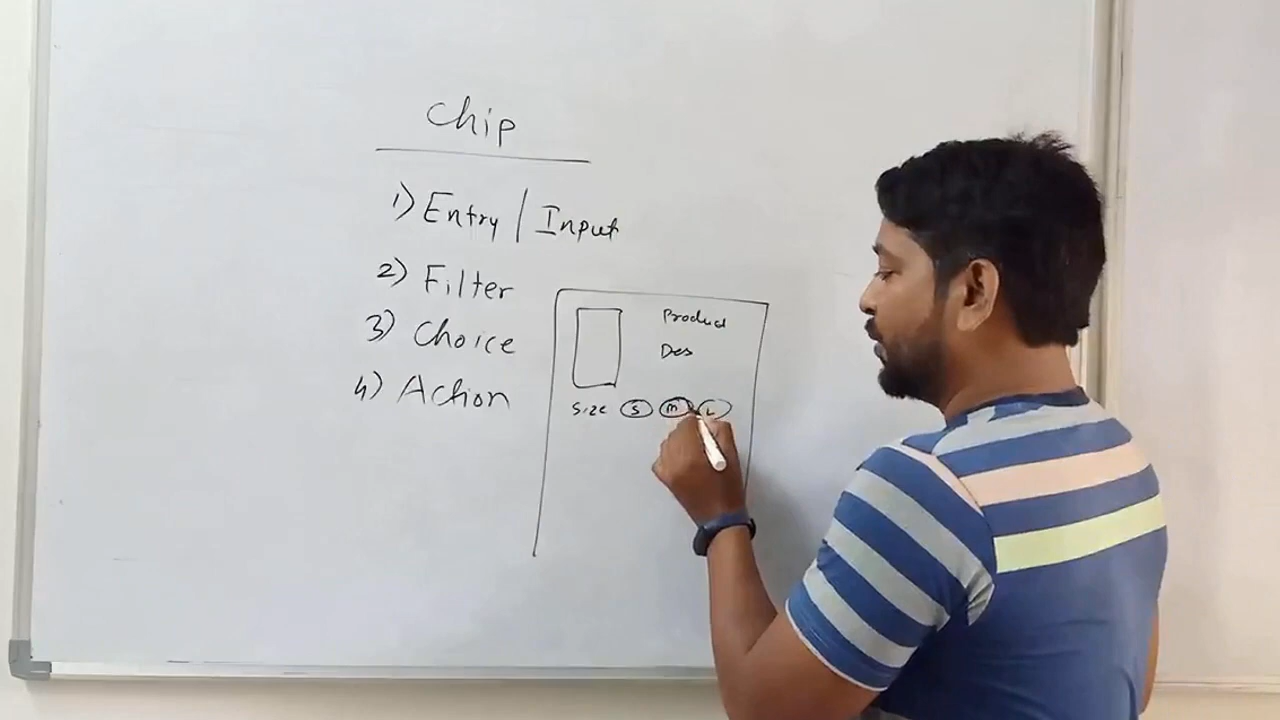 Chip
1) Entry / Input
2) Filter
3) Choice
4) Action
Product
Des
Size S M L